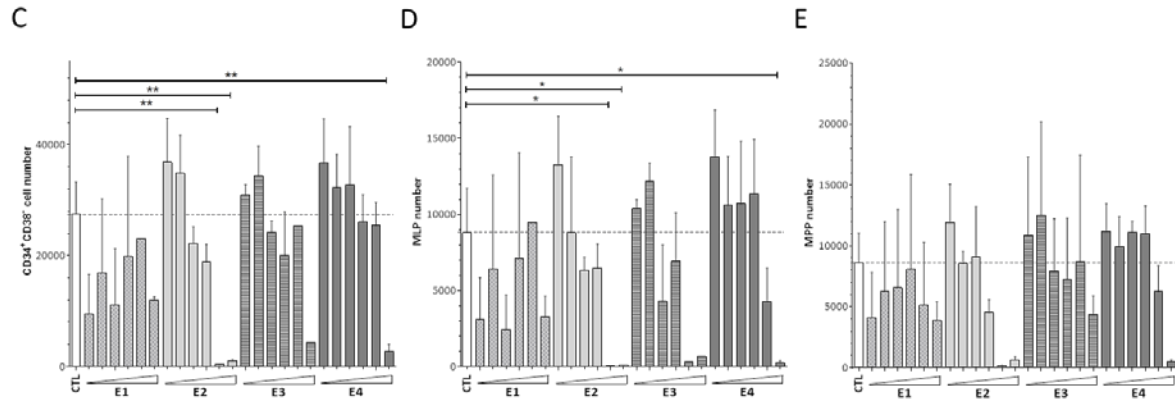 C
CD34+ CD38- cell number
40000
20000
0
**
**
**
CTL
E1
E2
E3
E4
D
MLP number
20000
15000
10000
5000
0
*
*
*
CTL
E1
E2
E3
E4
E
MPP number
25000
20000
15000
10000
5000
0
CTL
E1
E2
E3
E4